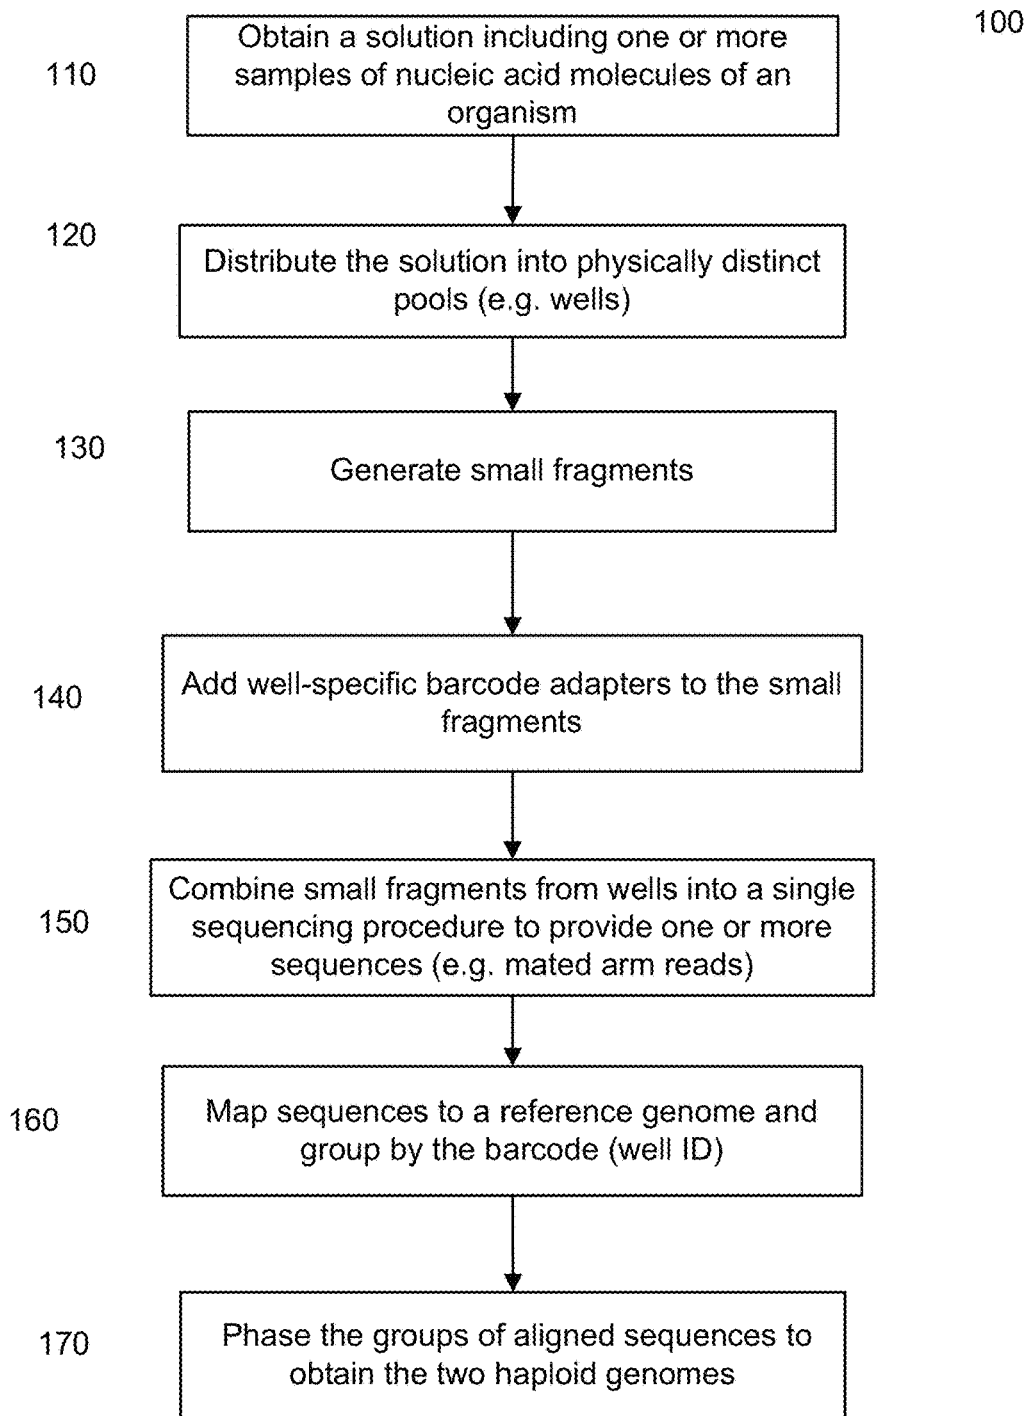 100
110
Obtain a solution including one or more
samples of nucleic acid molecules of an
organism
120
Distribute the solution into physically distinct
pools (e.g. wells)
130
Generate small fragments
140
Add well-specific barcode adapters to the small
fragments
150
Combine small fragments from wells into a single
sequencing procedure to provide one or more
sequences (e.g. mated arm reads)
160
Map sequences to a reference genome and
group by the barcode (well ID)
170
Phase the groups of aligned sequences to
obtain the two haploid genomes